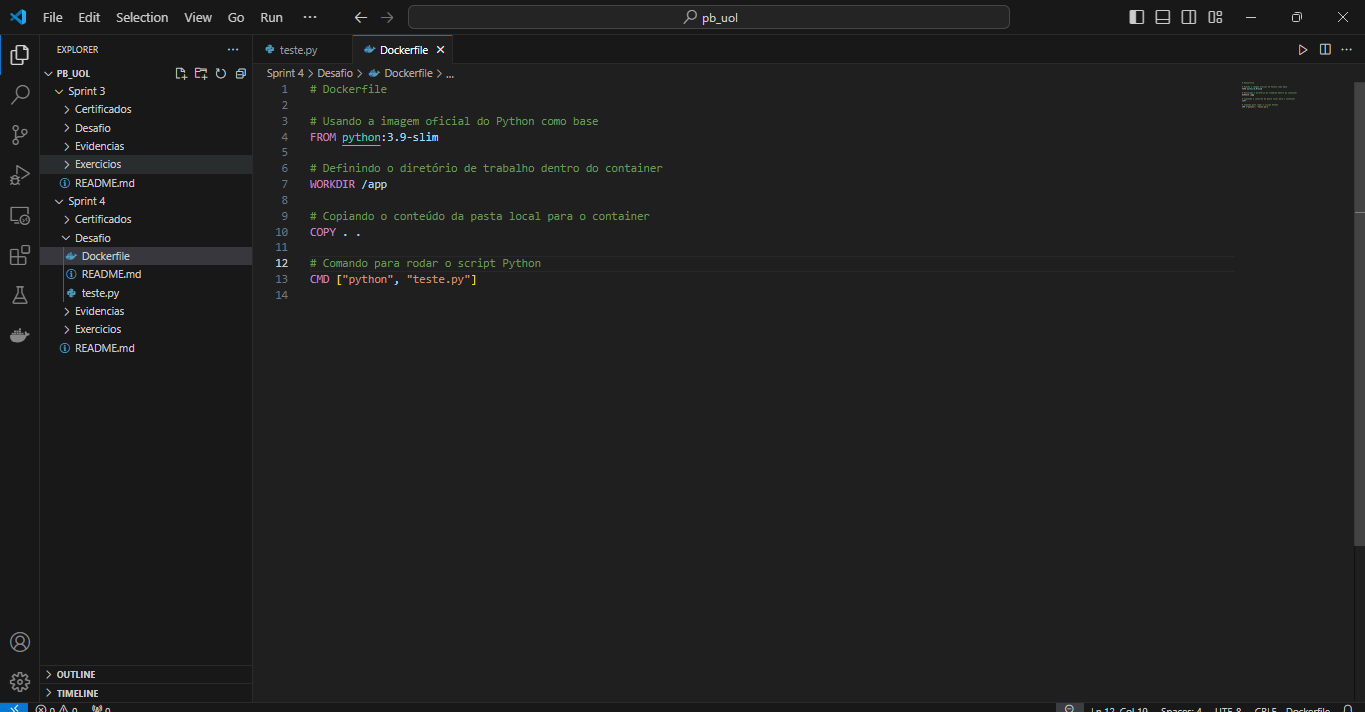 File Edit Selection View Go Run ··· pb_uol
EXPLORER ···
PB_UOL
Sprint 3
Certificados
Desafio
Evidencias
Exercicios
README.md
Sprint 4
Certificados
Desafio
Dockerfile
README.md
teste.py
Evidencias
Exercicios
README.md
OUTLINE
TIMELINE
teste.py Dockerfile
Sprint 4 > Desafio > Dockerfile > ...
1 # Dockerfile
2
3 # Usando a imagem oficial do Python como base
4 FROM python:3.9-slim
5
6 # Definindo o diretório de trabalho dentro do container
7 WORKDIR /app
8
9 # Copiando o conteúdo da pasta local para o container
10 COPY . .
11
12 # Comando para rodar o script Python
13 CMD ["python", "teste.py"]
14
0 0 0 Ln 12, Col 19 Spaces: 4 UTF-8 CRLF Dockerfile